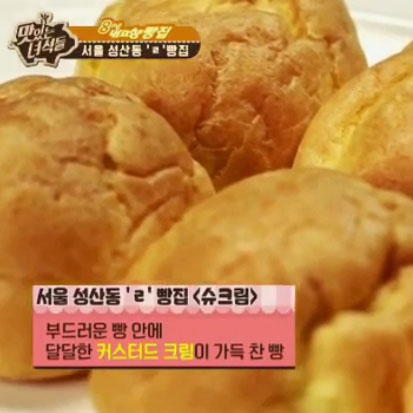 맛있는
녀석들
빵집
서울 성산동 'ㄹ' 빵집
서울 성산동 'ㄹ' 빵집 <슈크림>
부드러운 빵 안에
달달한 커스터드 크림이 가득 찬 빵